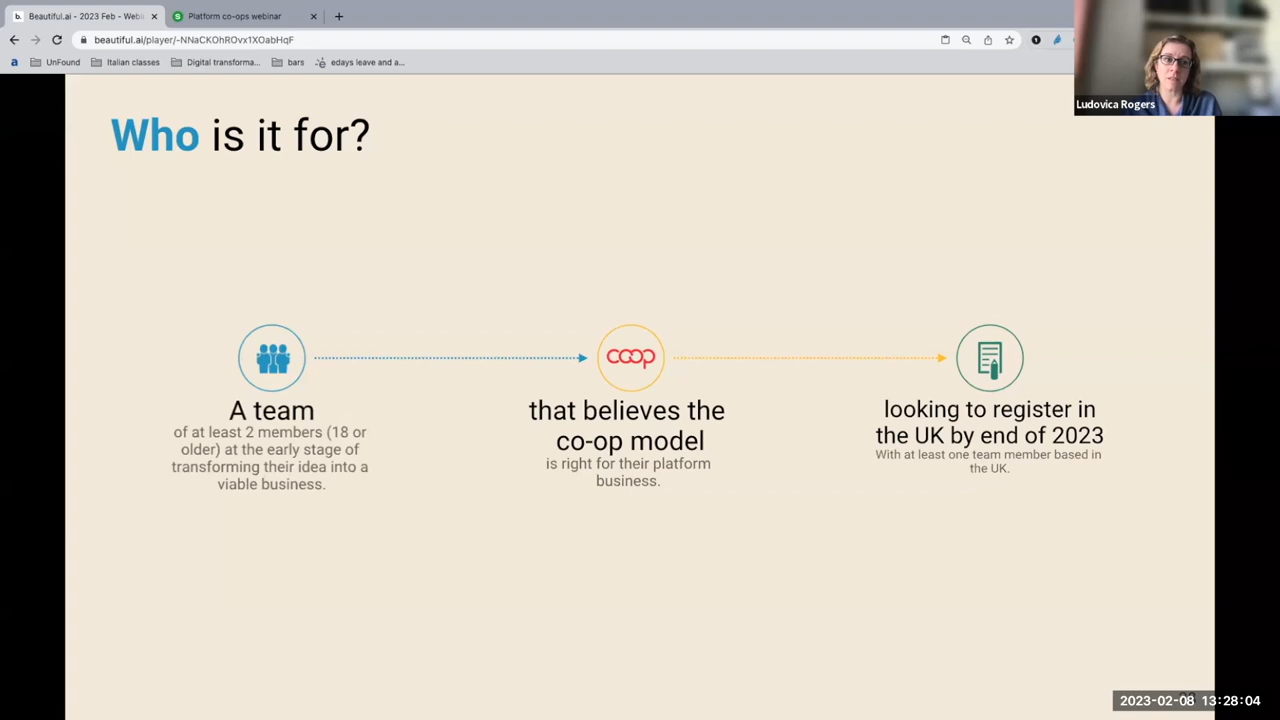 Beautiful.ai - 2023 Feb - Webi
Platform co-ops webinar
beautiful.ai/player/-NNaCKOhROvx1XOabHqF
UnFound
Italian classes
Digital transforma...
bars
edays leave and a...
Ludovica Rogers
Who is it for?
coop
A team
of at least 2 members (18 or
older) at the early stage of
transforming their idea into a
viable business.
that believes the
co-op model
is right for their platform
business.
looking to register in
the UK by end of 2023
With at least one team member based in
the UK.
2023-02-08 13:28:04